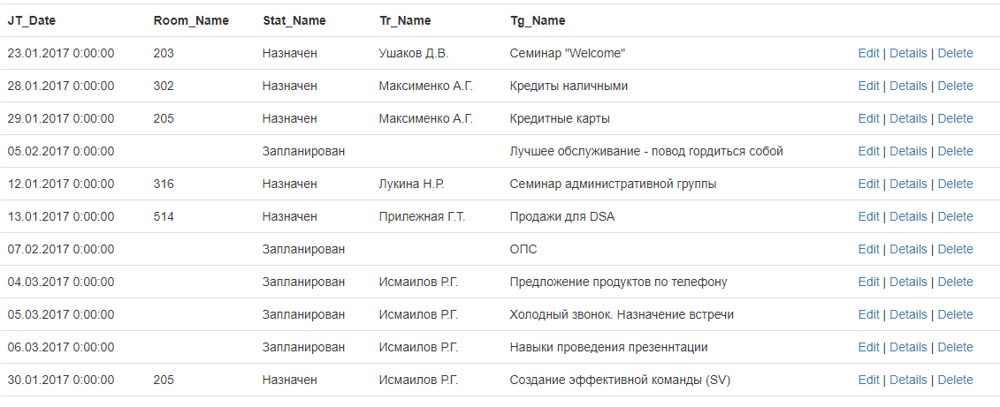 JT_Date Room_Name Stat_Name Tr_Name Tg_Name
23.01.2017 0:00:00 203 Назначен Ушаков Д.В. Семинар "Welcome" Edit | Details | Delete
28.01.2017 0:00:00 302 Назначен Максименко А.Г. Кредиты наличными Edit | Details | Delete
29.01.2017 0:00:00 205 Назначен Максименко А.Г. Кредитные карты Edit | Details | Delete
05.02.2017 0:00:00 Запланирован Лучшее обслуживание - повод гордиться собой Edit | Details | Delete
12.01.2017 0:00:00 316 Назначен Лукина Н.Р. Семинар административной группы Edit | Details | Delete
13.01.2017 0:00:00 514 Назначен Прилежная Г.Т. Продажи для DSA Edit | Details | Delete
07.02.2017 0:00:00 Запланирован ОПС Edit | Details | Delete
04.03.2017 0:00:00 Запланирован Исмаилов Р.Г. Предложение продуктов по телефону Edit | Details | Delete
05.03.2017 0:00:00 Запланирован Исмаилов Р.Г. Холодный звонок. Назначение встречи Edit | Details | Delete
06.03.2017 0:00:00 Запланирован Исмаилов Р.Г. Навыки проведения презеннтации Edit | Details | Delete
30.01.2017 0:00:00 205 Назначен Исмаилов Р.Г. Создание эффективной команды (SV) Edit | Details | Delete